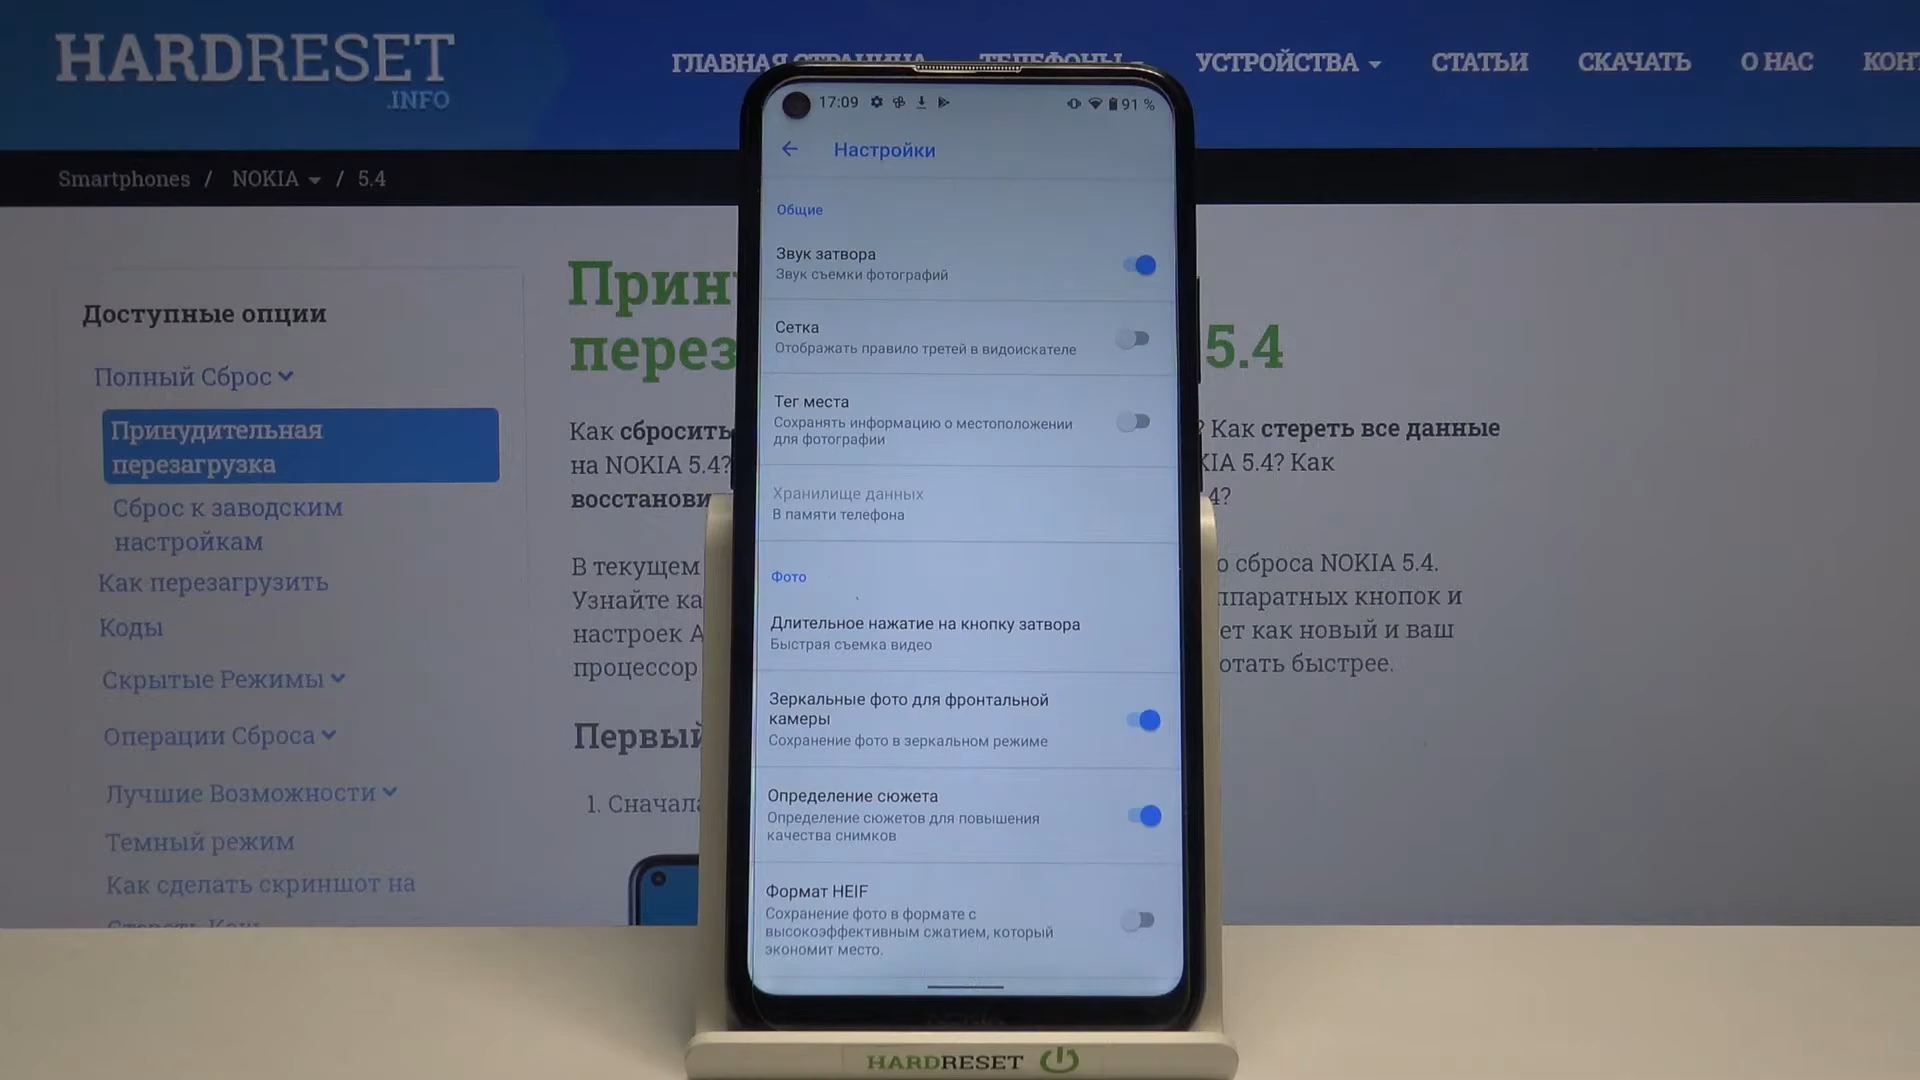 HARDRESET
.INFO
ГЛАВНАЯ СТРАНИЦА ТЕЛЕФОНЫ УСТРОЙСТВА СТАТЬИ СКАЧАТЬ О НАС
Smartphones / NOKIA / 5.4
Доступные опции
Полный Сброс
Принудительная
перезагрузка
Сброс к заводским
настройкам
Как перезагрузить
Коды
Скрытые Режимы
Операции Сброса
Лучшие Возможности
Темный режим
Как сделать скриншот на
5.4
Как сбросить
на NOKIA 5.4?
? Как стереть все данные
5.4? Как
4?
В текущем
о сброса NOKIA 5.4.
Узнайте
кнопок и
настроек
ет как новый и ваш
процессор
отать быстрее.
Первый
1. Сначала
17:09
91 %
Настройки
Общие
Звук затвора
Звук съемки фотографий
Сетка
Отображать правило третей в видоискателе
Тег места
Сохранять информацию о местоположении
для фотографии
Хранилище данных
В памяти телефона
Фото
Длительное нажатие на кнопку затвора
Быстрая съемка видео
Зеркальные фото для фронтальной
камеры
Сохранение фото в зеркальном режиме
Определение сюжета
Определение сюжетов для повышения
качества снимков
Формат HEIF
Сохранение фото в формате с
высокоэффективным сжатием, который
экономит место.
HARDRESET